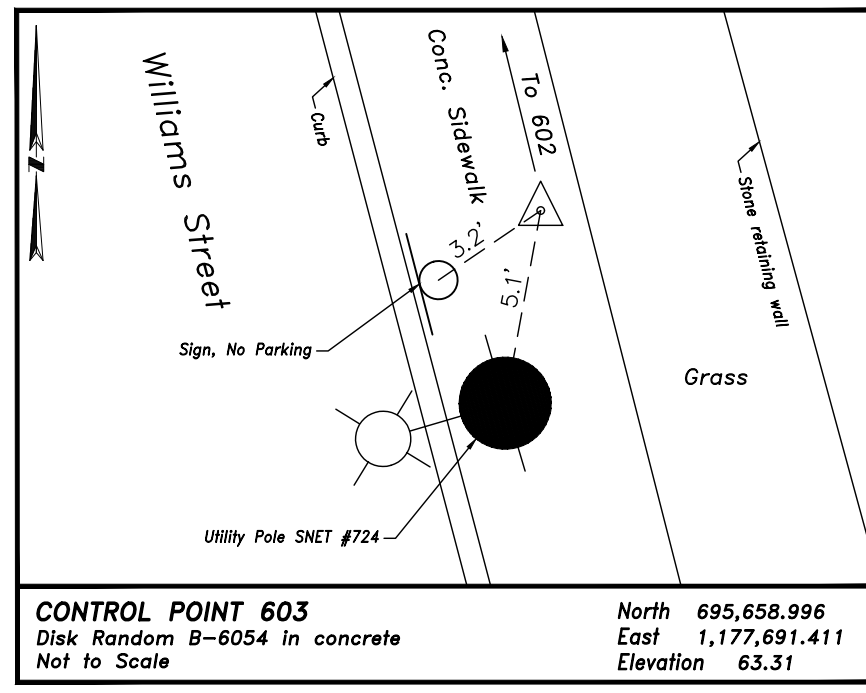 Williams Street
Curb
Conc. Sidewalk
To 602
Stone retaining wall
3.2'
5.1'
N
Sign, No Parking
Grass
Utility Pole SNET #724
CONTROL POINT 603
Disk Random B-6054 in concrete
Not to Scale
North 695,658.996
East 1,177,691.411
Elevation 63.31